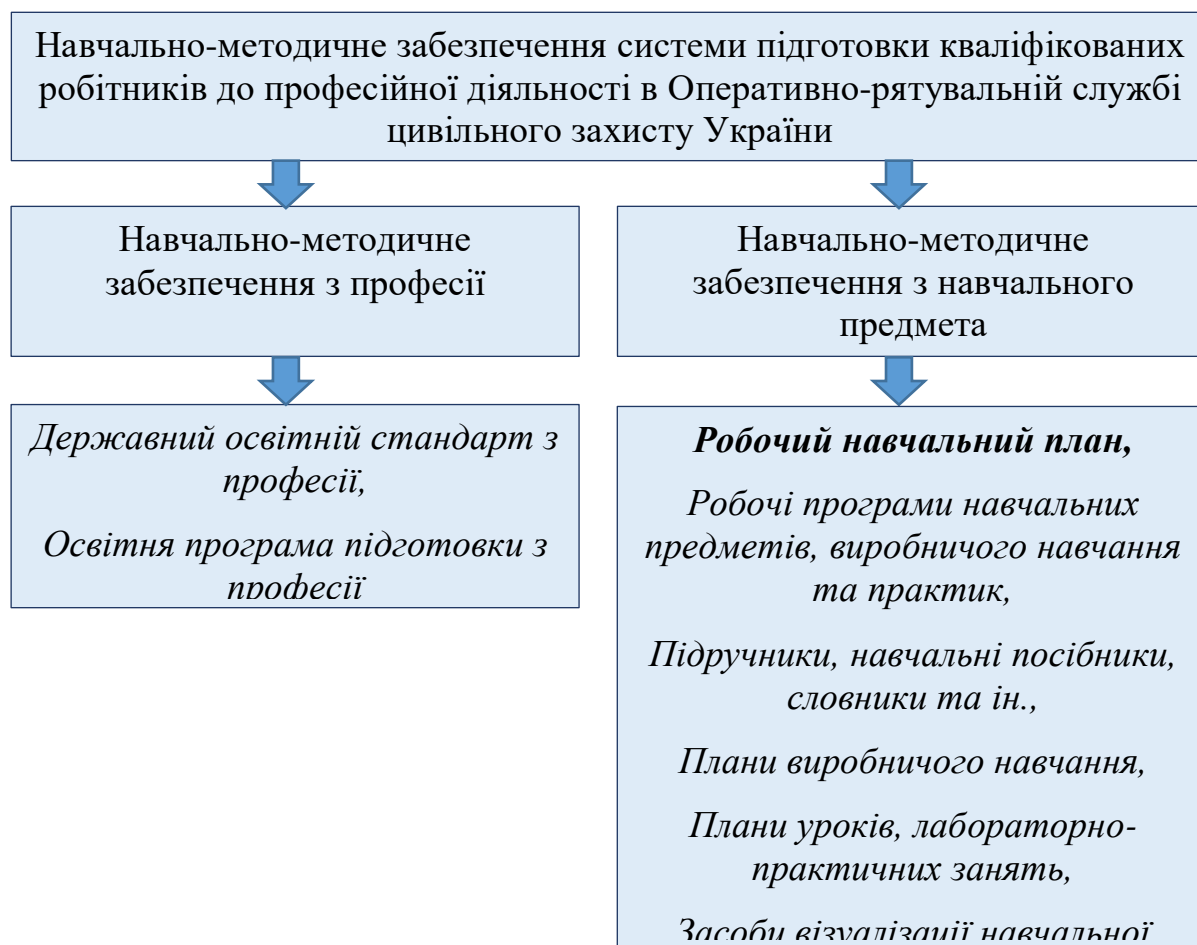 Навчально-методичне забезпечення системи підготовки кваліфікованих
робітників до професійної діяльності в Оперативно-рятувальній службі
цивільного захисту України
Навчально-методичне
забезпечення з професії
Навчально-методичне
забезпечення з навчального
предмета
Державний освітній стандарт з
професії,
Освітня програма підготовки з
професії
Робочий навчальний план,
Робочі програми навчальних
предметів, виробничого навчання
та практик,
Підручники, навчальні посібники,
словники та ін.,
Плани виробничого навчання,
Плани уроків, лабораторно-
практичних занять,
Засоби візуалізації навчальної